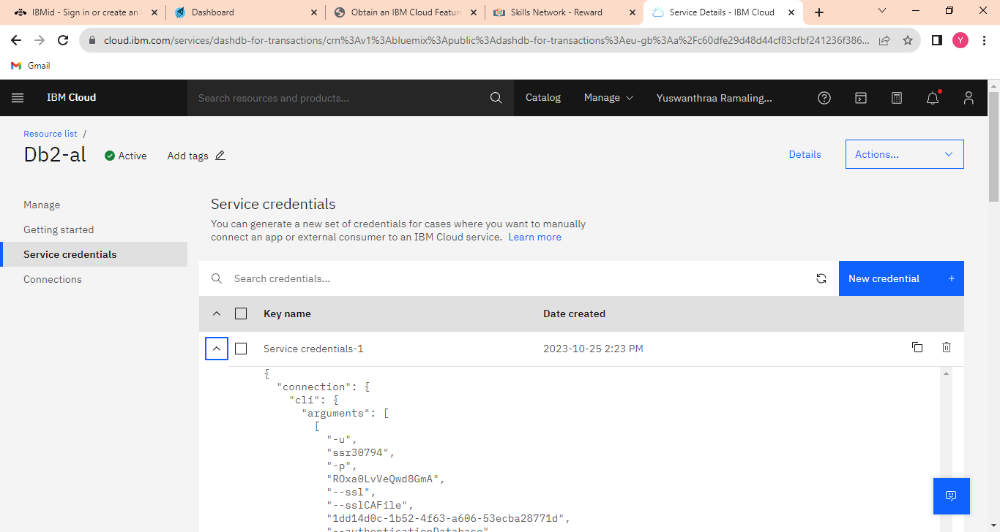 IBMid - Sign in or create an
Dashboard
Obtain an IBM Cloud Featur
Skills Network - Reward
Service Details - IBM Cloud
cloud.ibm.com/services/dashdb-for-transactions/crn%3Av1%3Abluemix%3Apublic%3Adashdb-for-transactions%3Aeu-gb%3Aa%2Fc60dfe29d48d44cf83cfbf241236f386...
Y
Gmail
IBM Cloud
Search resources and products...
Catalog
Manage
Yuswanthraa Ramaling...
Resource list /
Db2-al
Active
Add tags
Details
Actions...
Manage
Getting started
Service credentials
Connections
Service credentials
You can generate a new set of credentials for cases where you want to manually
connect an app or external consumer to an IBM Cloud service. Learn more
Search credentials...
New credential +
Key name
Date created
Service credentials-1
2023-10-25 2:23 PM
{
"connection": {
"cli": {
"arguments": [
[
"-u",
"ssr30794",
"-p",
"ROxa0LvVeQwd8GmA",
"--ssl",
"--sslCAFile",
"1dd14d0c-1b52-4f63-a606-53ecba28771d",
"--authenticationDatabase"